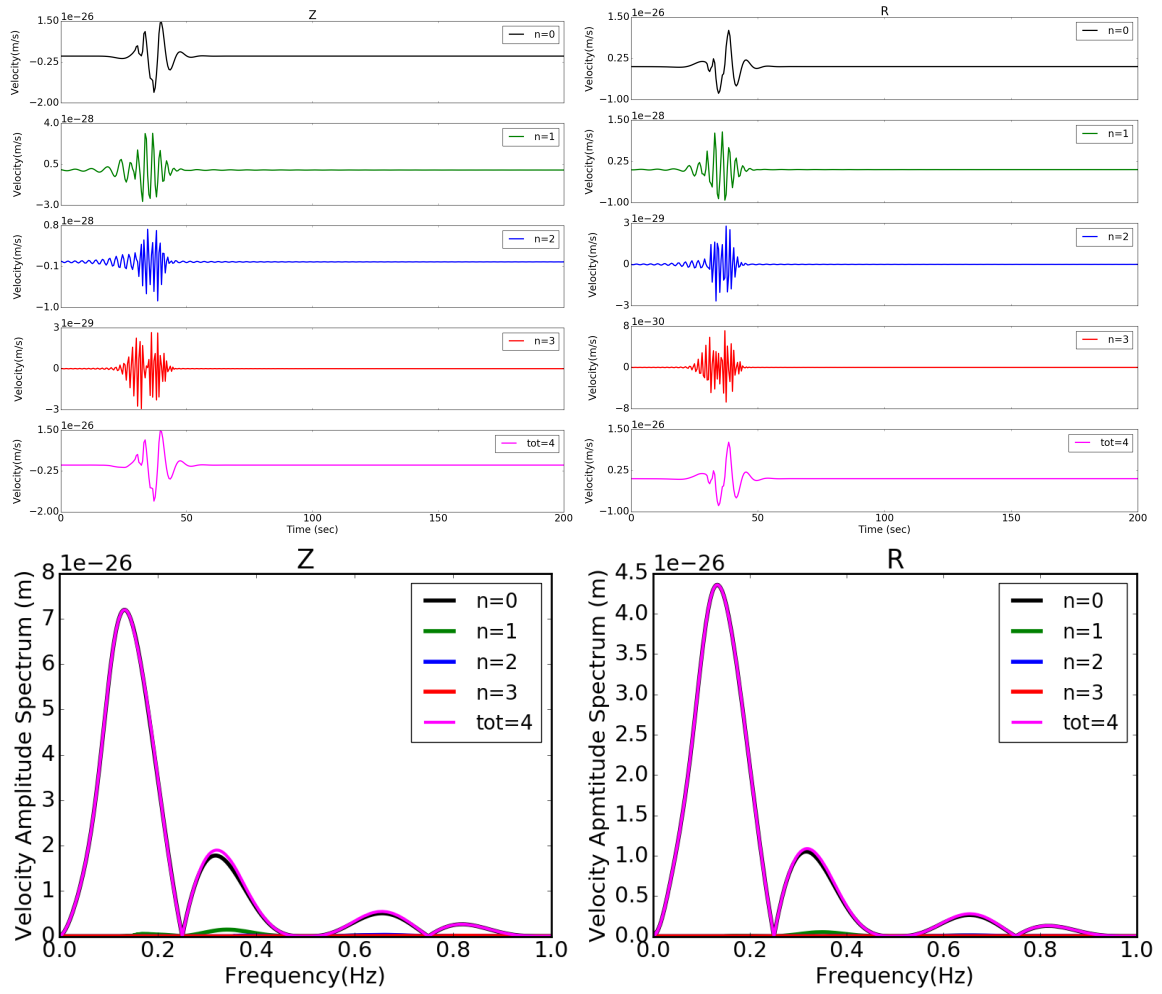 Z
1e−26
1.50
−0.25
−2.00
Velocity(m/s)
n=0
1e−28
4.0
0.5
−3.0
Velocity(m/s)
n=1
1e−28
0.8
−0.1
−1.0
Velocity(m/s)
n=2
1e−29
3
0
−3
Velocity(m/s)
n=3
1e−26
1.50
−0.25
−2.00
Velocity(m/s)
tot=4
0 50 100 150 200
Time (sec)
R
1e−26
1.50
0.25
−1.00
Velocity(m/s)
n=0
1e−28
1.50
0.25
−1.00
Velocity(m/s)
n=1
1e−29
3
0
−3
Velocity(m/s)
n=2
1e−30
8
0
−8
Velocity(m/s)
n=3
1e−26
1.50
0.25
−1.00
Velocity(m/s)
tot=4
0 50 100 150 200
Time (sec)
Z
1e−26
8
7
6
5
4
3
2
1
0
Velocity Amplitude Spectrum (m)
n=0
n=1
n=2
n=3
tot=4
0.0 0.2 0.4 0.6 0.8 1.0
Frequency(Hz)
R
1e−26
4.5
4.0
3.5
3.0
2.5
2.0
1.5
1.0
0.5
0.0
Velocity Apmtitude Spectrum (m)
n=0
n=1
n=2
n=3
tot=4
0.0 0.2 0.4 0.6 0.8 1.0
Frequency(Hz)